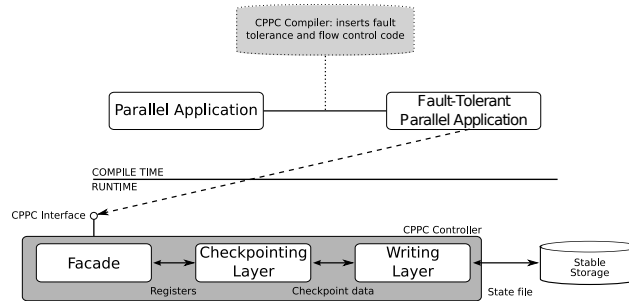 CPPC Compiler: inserts fault
tolerance and flow control code
Parallel Application
Fault-Tolerant
Parallel Application
COMPILE TIME
RUNTIME
CPPC Interface
CPPC Controller
Facade
Checkpointing
Layer
Writing
Layer
Stable
Storage
Registers
Checkpoint data
State file